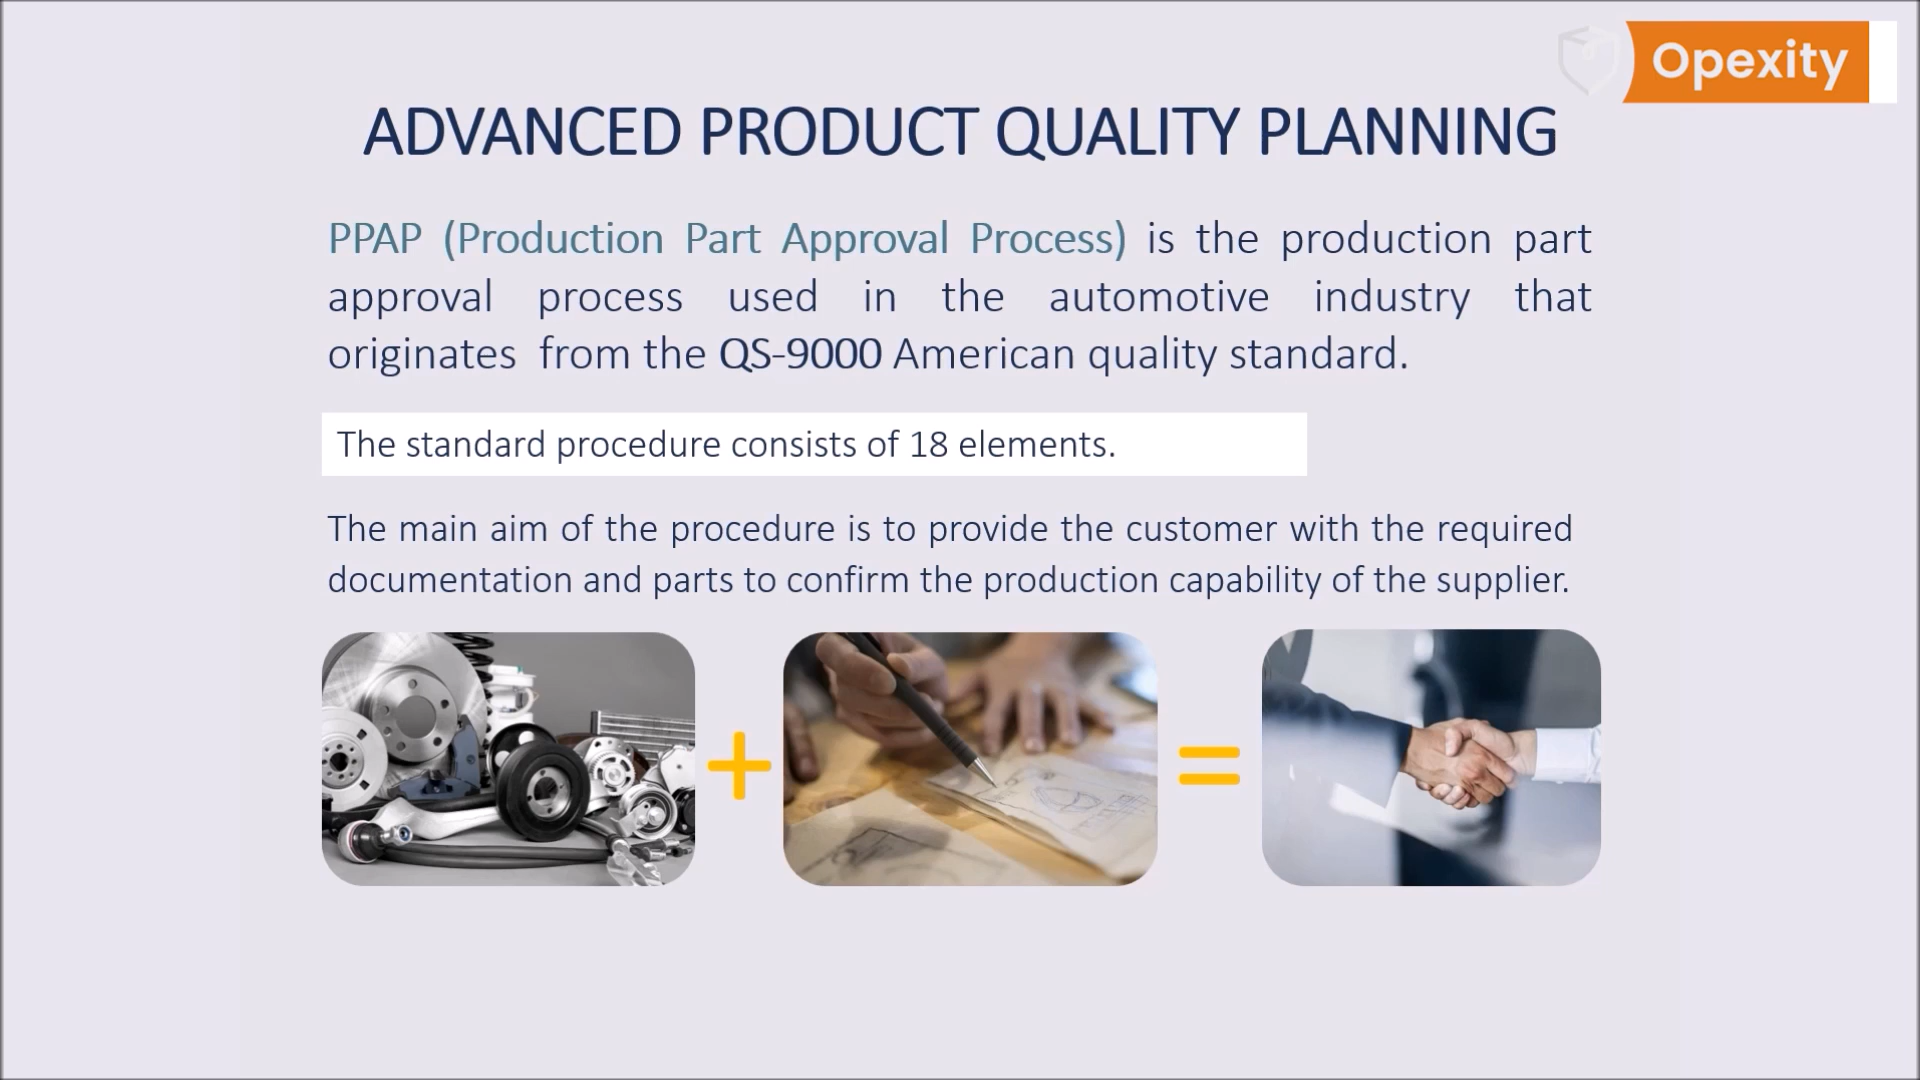 Opexity
ADVANCED PRODUCT QUALITY PLANNING
PPAP (Production Part Approval Process) is the production part
approval process used in the automotive industry that
originates from the QS-9000 American quality standard.
The standard procedure consists of 18 elements.
The main aim of the procedure is to provide the customer with the required
documentation and parts to confirm the production capability of the supplier.
+
=